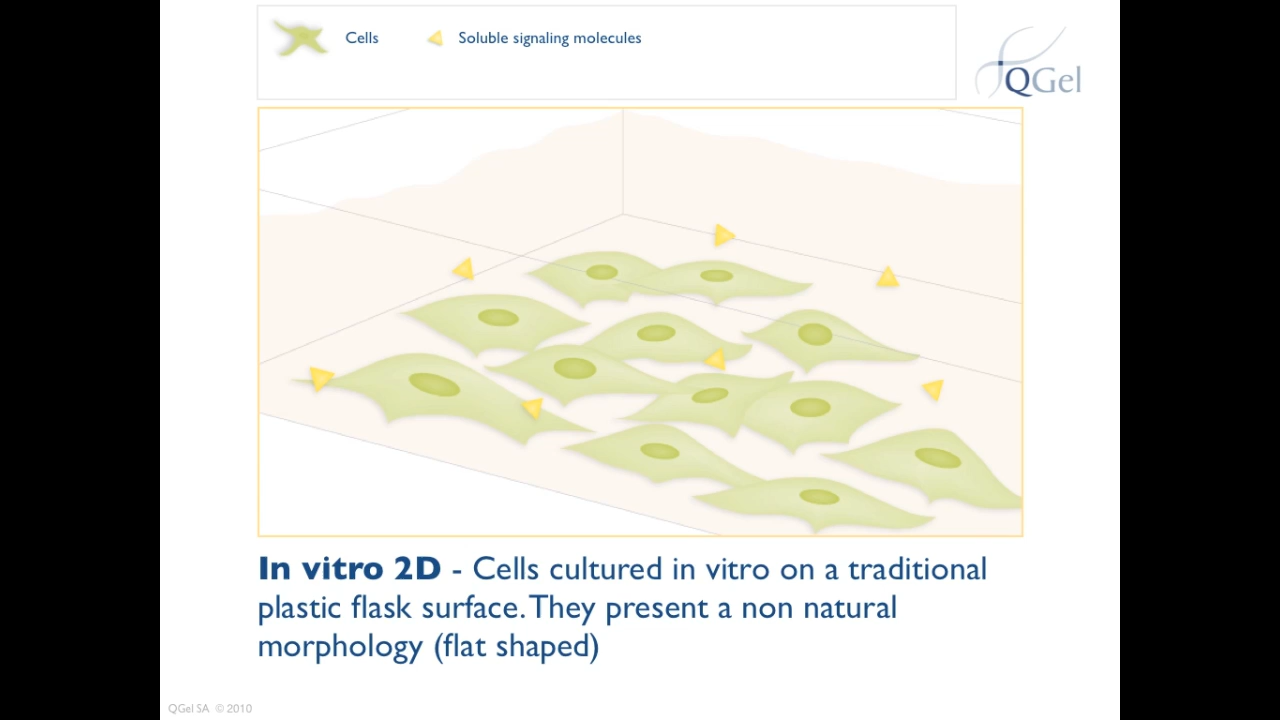 Cells
Soluble signaling molecules
QGel
In vitro 2D - Cells cultured in vitro on a traditional
plastic flask surface. They present a non natural
morphology (flat shaped)
QGel SA © 2010